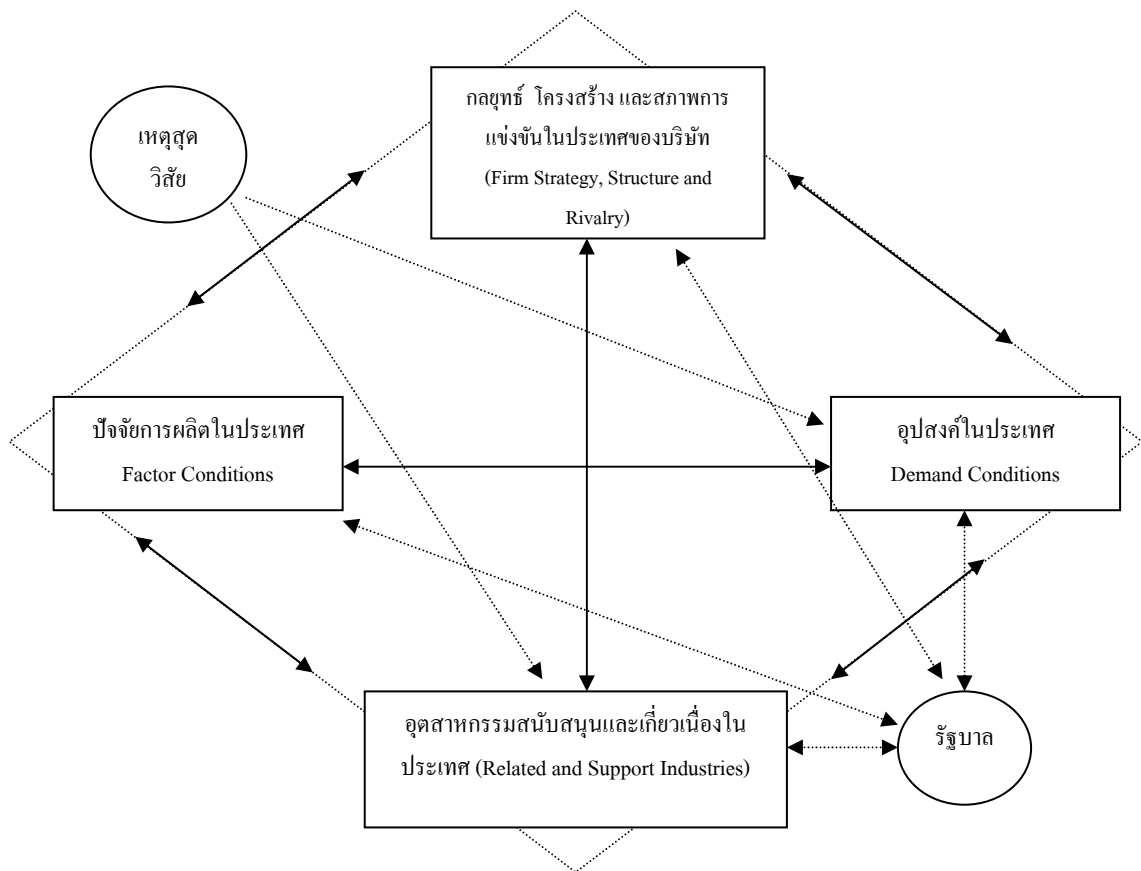 กลยุทธ์ โครงสร้าง และสภาพการ
แข่งขันในประเทศของบริษัท
(Firm Strategy, Structure and
Rivalry)
เหตุสุด
วิสัย
ปัจจัยการผลิตในประเทศ
Factor Conditions
อุปสงค์ในประเทศ
Demand Conditions
อุตสาหกรรมสนับสนุนและเกี่ยวเนื่องใน
ประเทศ (Related and Support Industries)
รัฐบาล